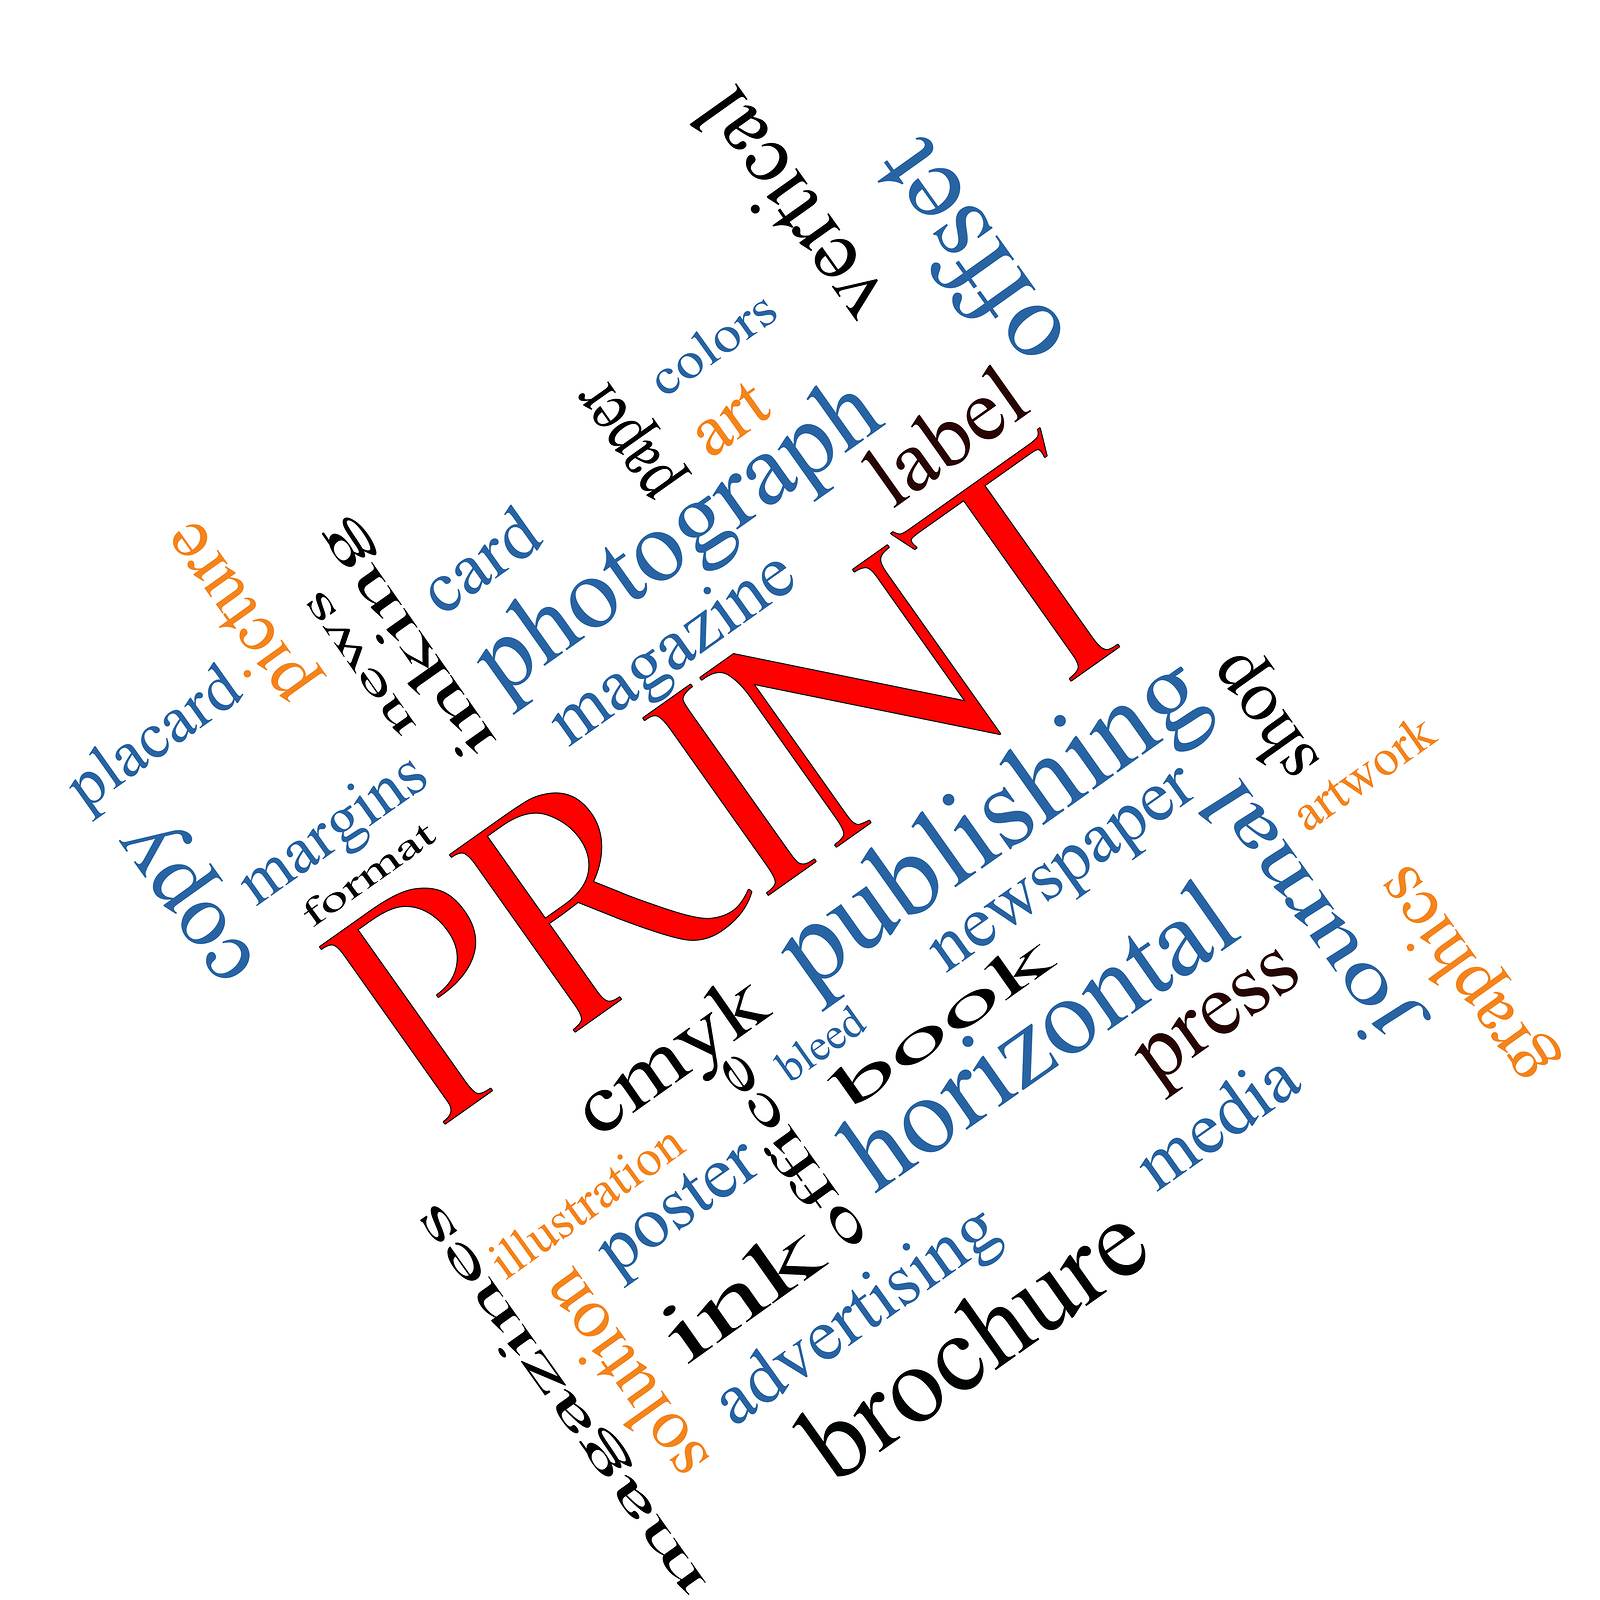 vertical
offset
colors
paper
art
photograph
label
card
inking
news
picture
placard
magazine
PRINT
margins
format
copy
publishing
shop
artwork
newspaper
journal
graphics
cmyk
bleed
book
horizontal
press
media
office
illustration
poster
ink
magazines
solution
advertising
brochure